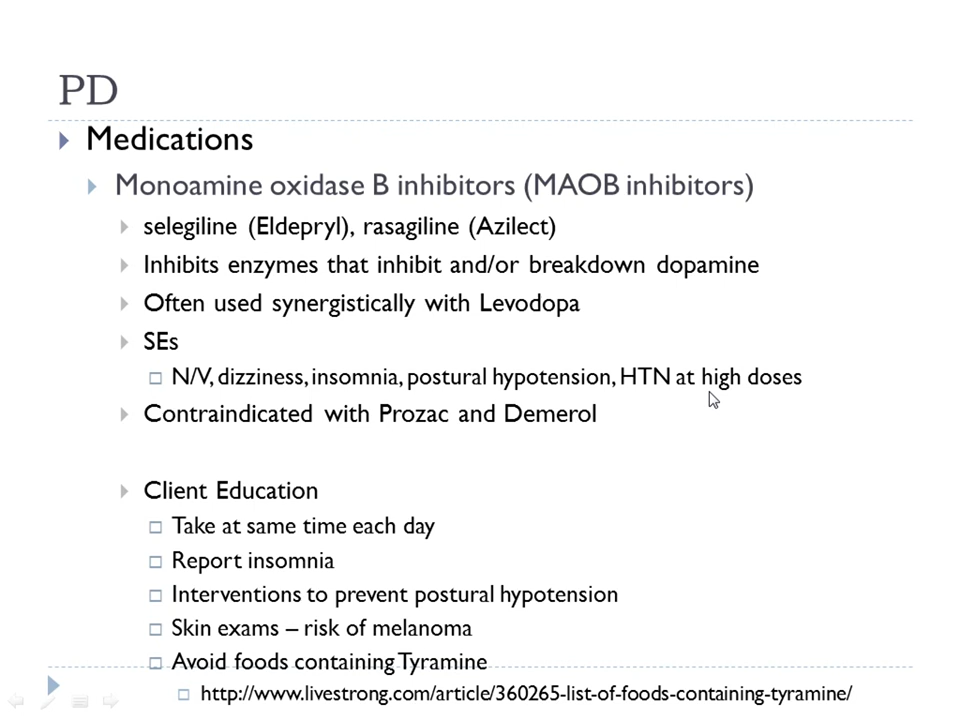 PD
Medications
Monoamine oxidase B inhibitors (MAOB inhibitors)
selegiline (Eldepryl), rasagiline (Azilect)
Inhibits enzymes that inhibit and/or breakdown dopamine
Often used synergistically with Levodopa
SEs
N/V, dizziness, insomnia, postural hypotension, HTN at high doses
Contraindicated with Prozac and Demerol
Client Education
Take at same time each day
Report insomnia
Interventions to prevent postural hypotension
Skin exams – risk of melanoma
Avoid foods containing Tyramine
http://www.livestrong.com/article/360265-list-of-foods-containing-tyramine/